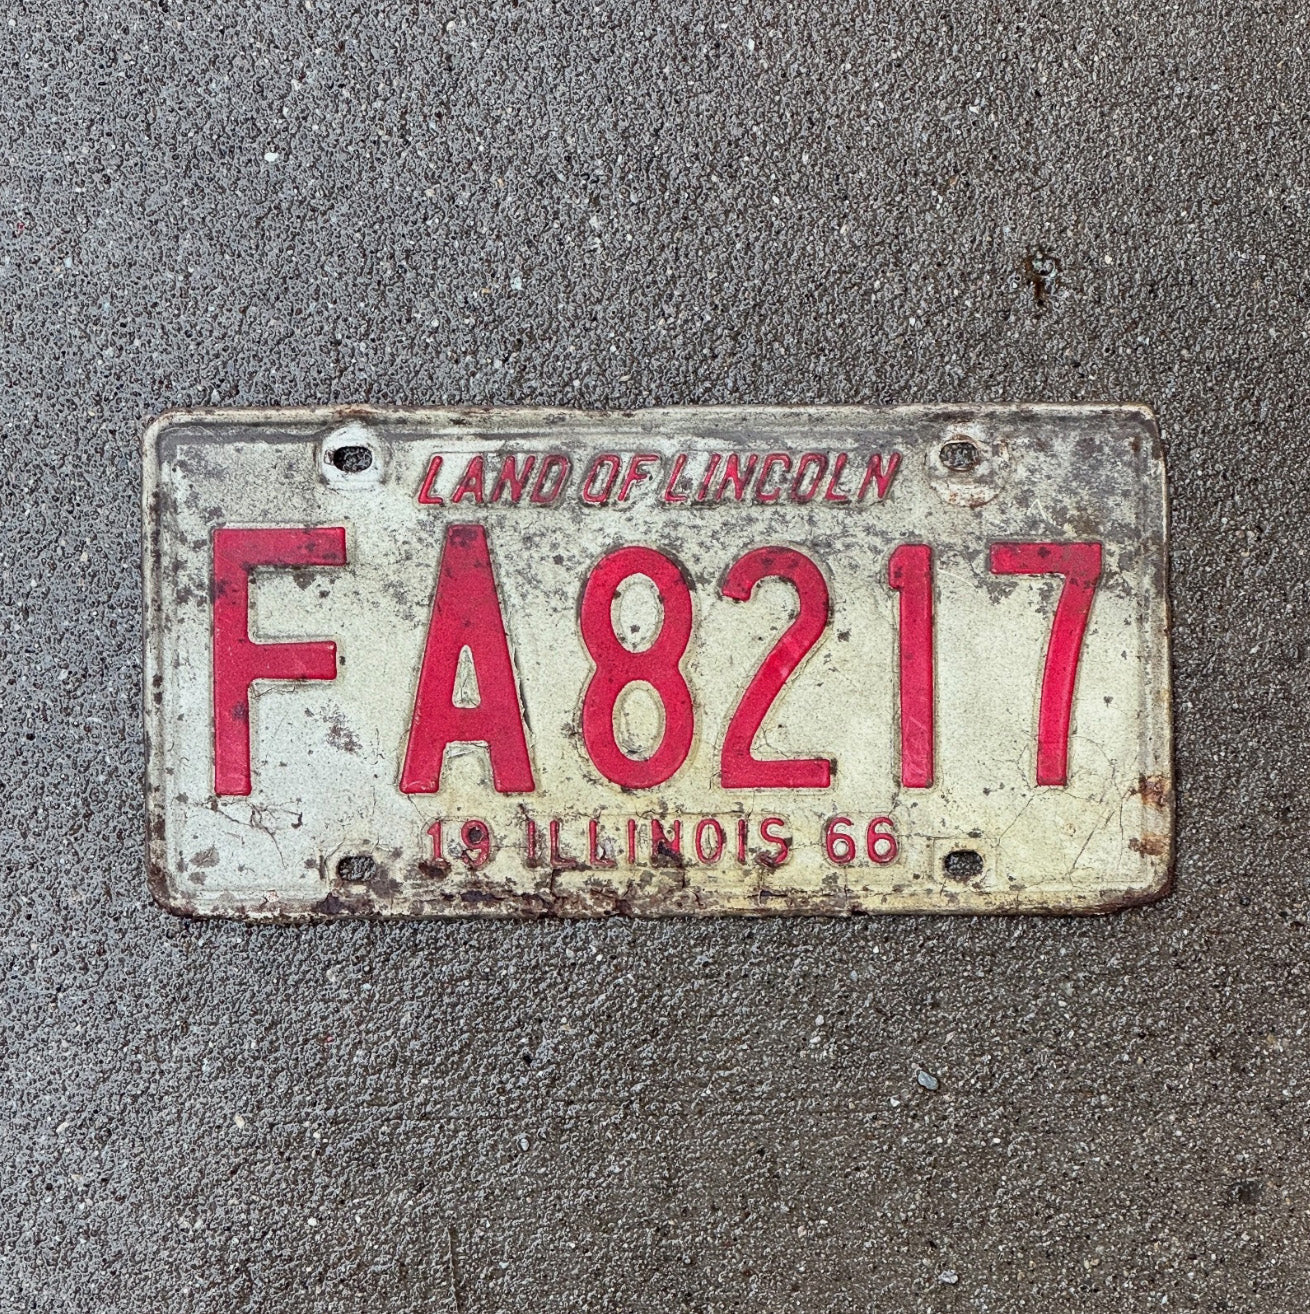 LAND OF LINCOLN
FA8217
19 ILLINOIS 66